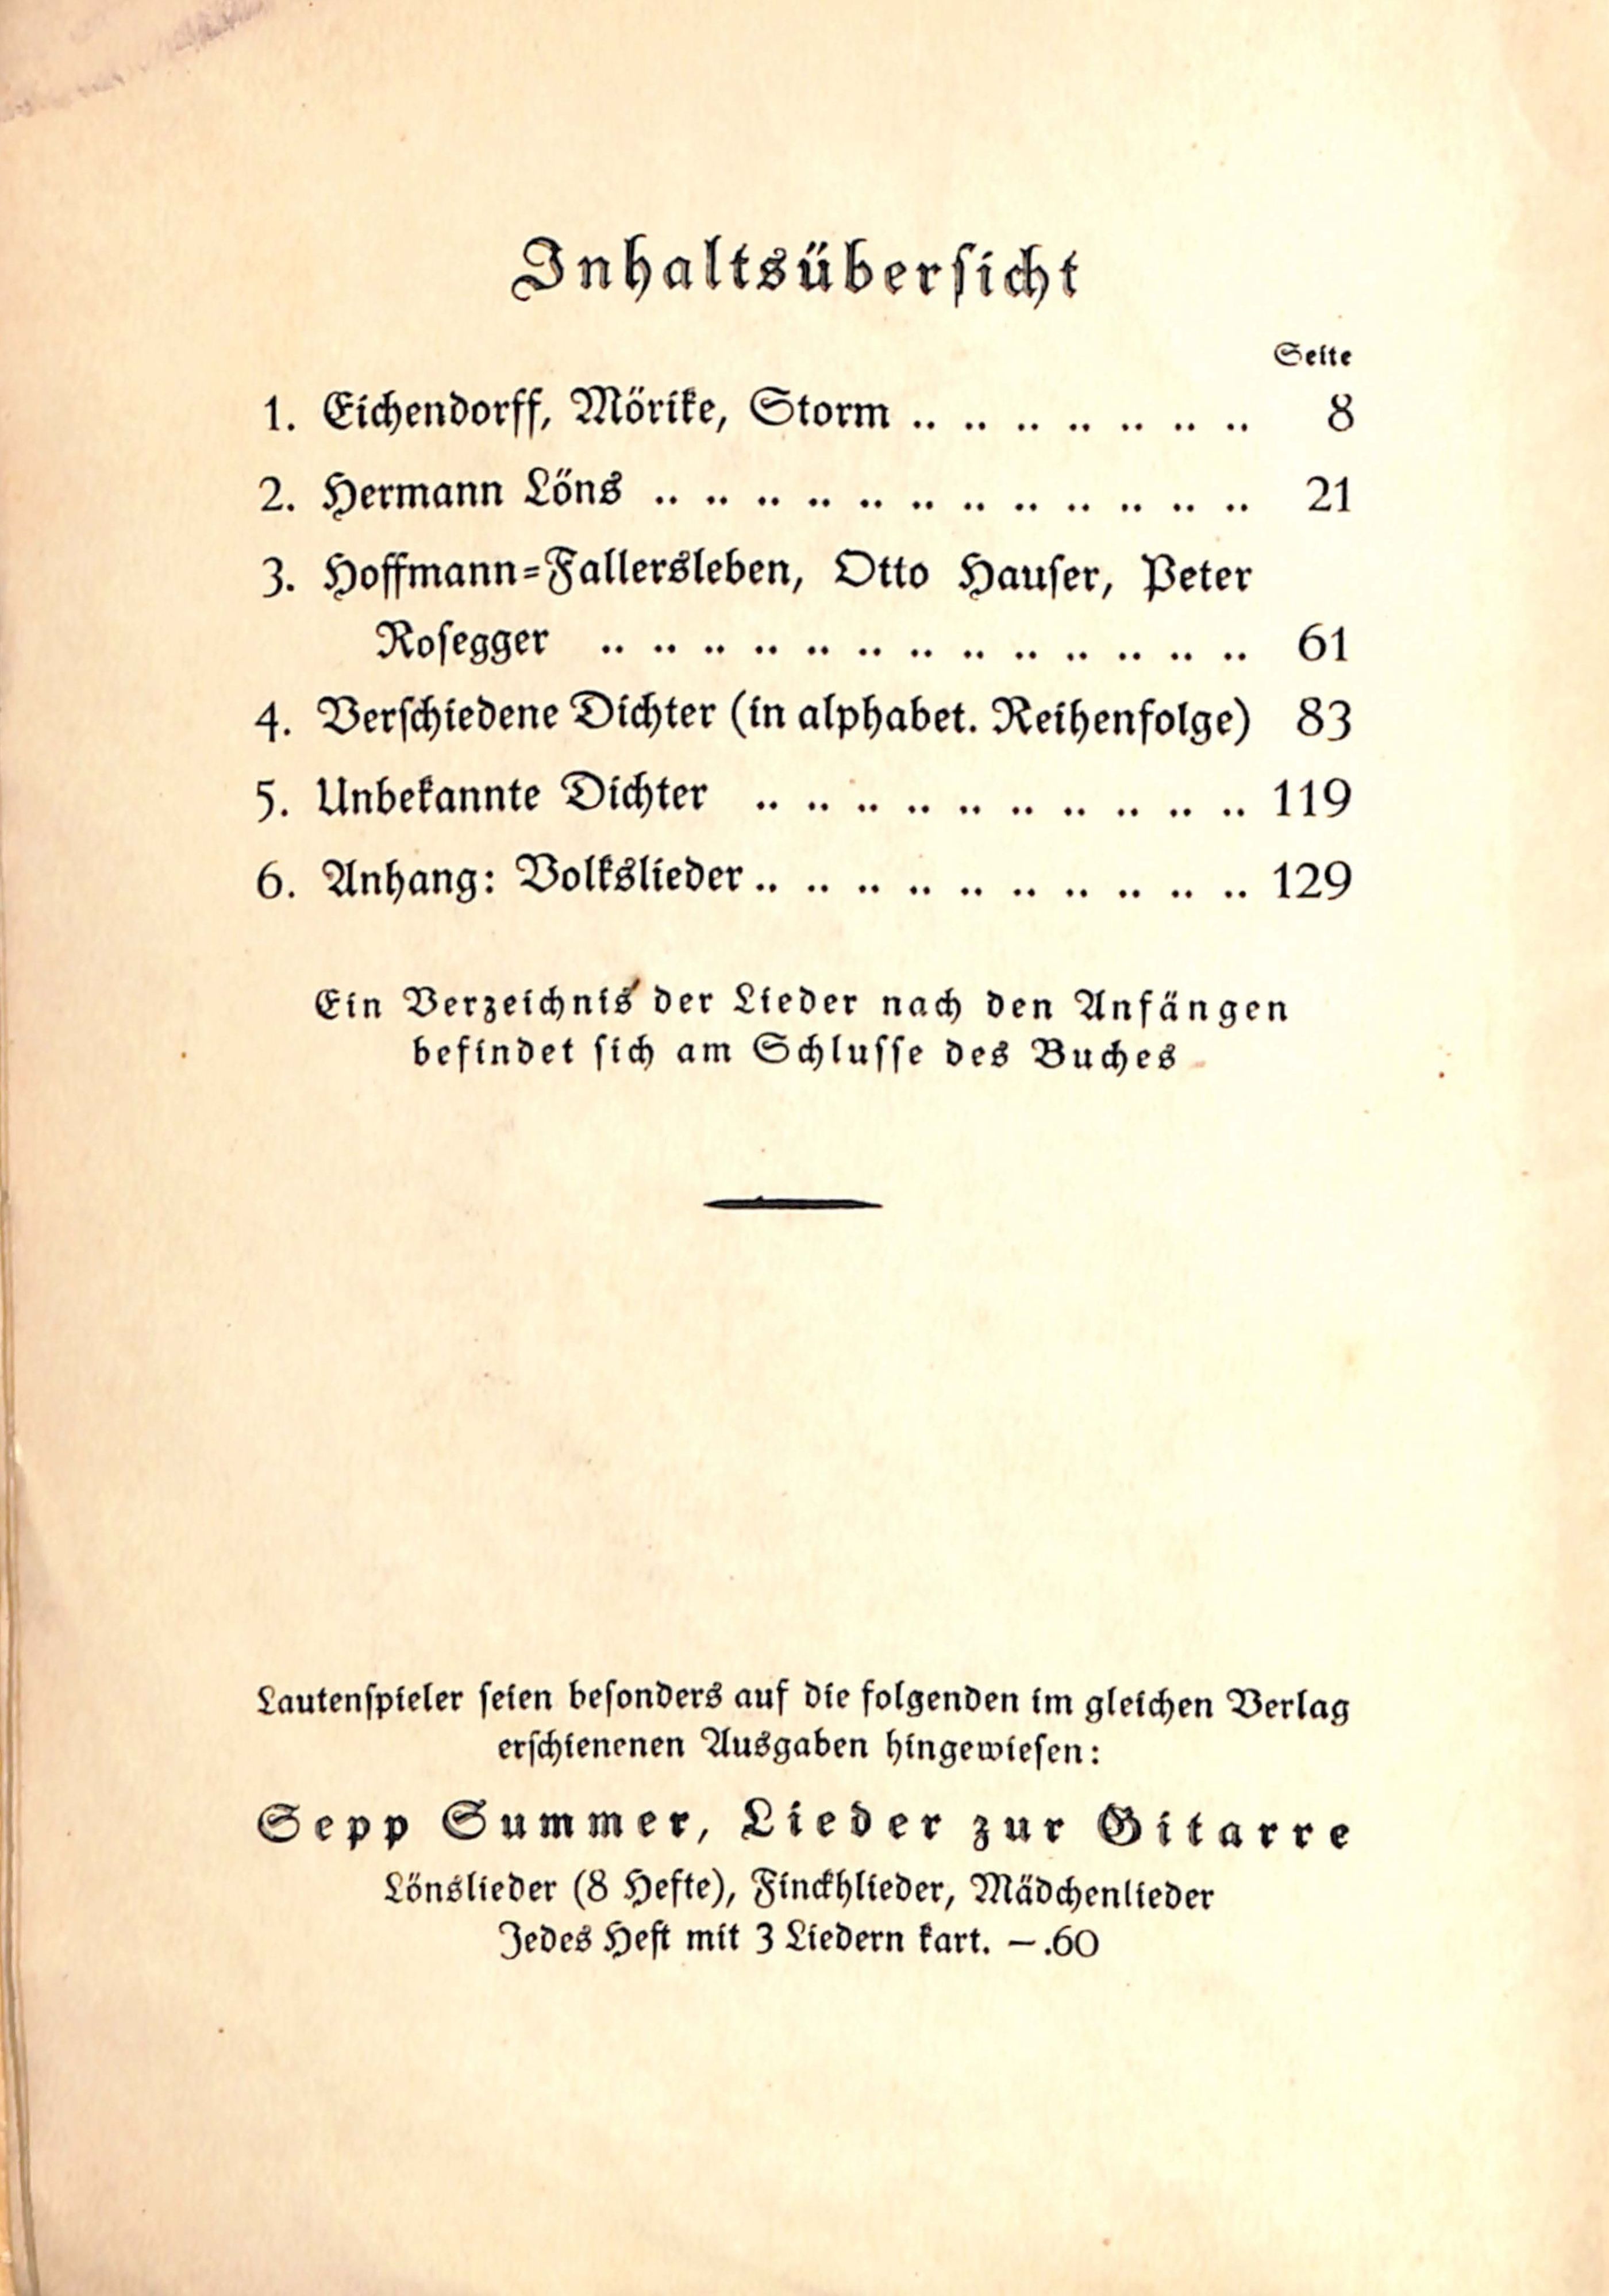 Inhaltsübersicht
Seite
1. Eichendorff, Mörike, Storm .. .. .. .. .. .. .. 8
2. Hermann Löns .. .. .. .. .. .. .. .. .. .. .. .. 21
3. Hoffmann=Fallersleben, Otto Hauser, Peter
Rosegger .. .. .. .. .. .. .. .. .. .. .. .. .. 61
4. Verschiedene Dichter (in alphabet. Reihenfolge) 83
5. Unbekannte Dichter .. .. .. .. .. .. .. .. .. .. 119
6. Anhang: Volkslieder .. .. .. .. .. .. .. .. .. .. 129
Ein Verzeichnis der Lieder nach den Anfängen
befindet sich am Schlusse des Buches
Lautenspieler seien besonders auf die folgenden im gleichen Verlag
erschienenen Ausgaben hingewiesen:
Sepp Summer, Lieder zur Gitarre
Lönslieder (8 Hefte), Finckhlieder, Mädchenlieder
Jedes Heft mit 3 Liedern kart. —.60